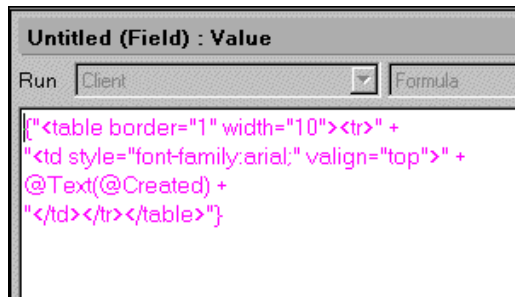 Untitled (Field) : Value
Run Client Formula
{"<table border="1" width="10"><tr>" +
"<td style="font-family:arial;" valign="top">" +
@Text(@Created) +
"</td></tr></table>"}